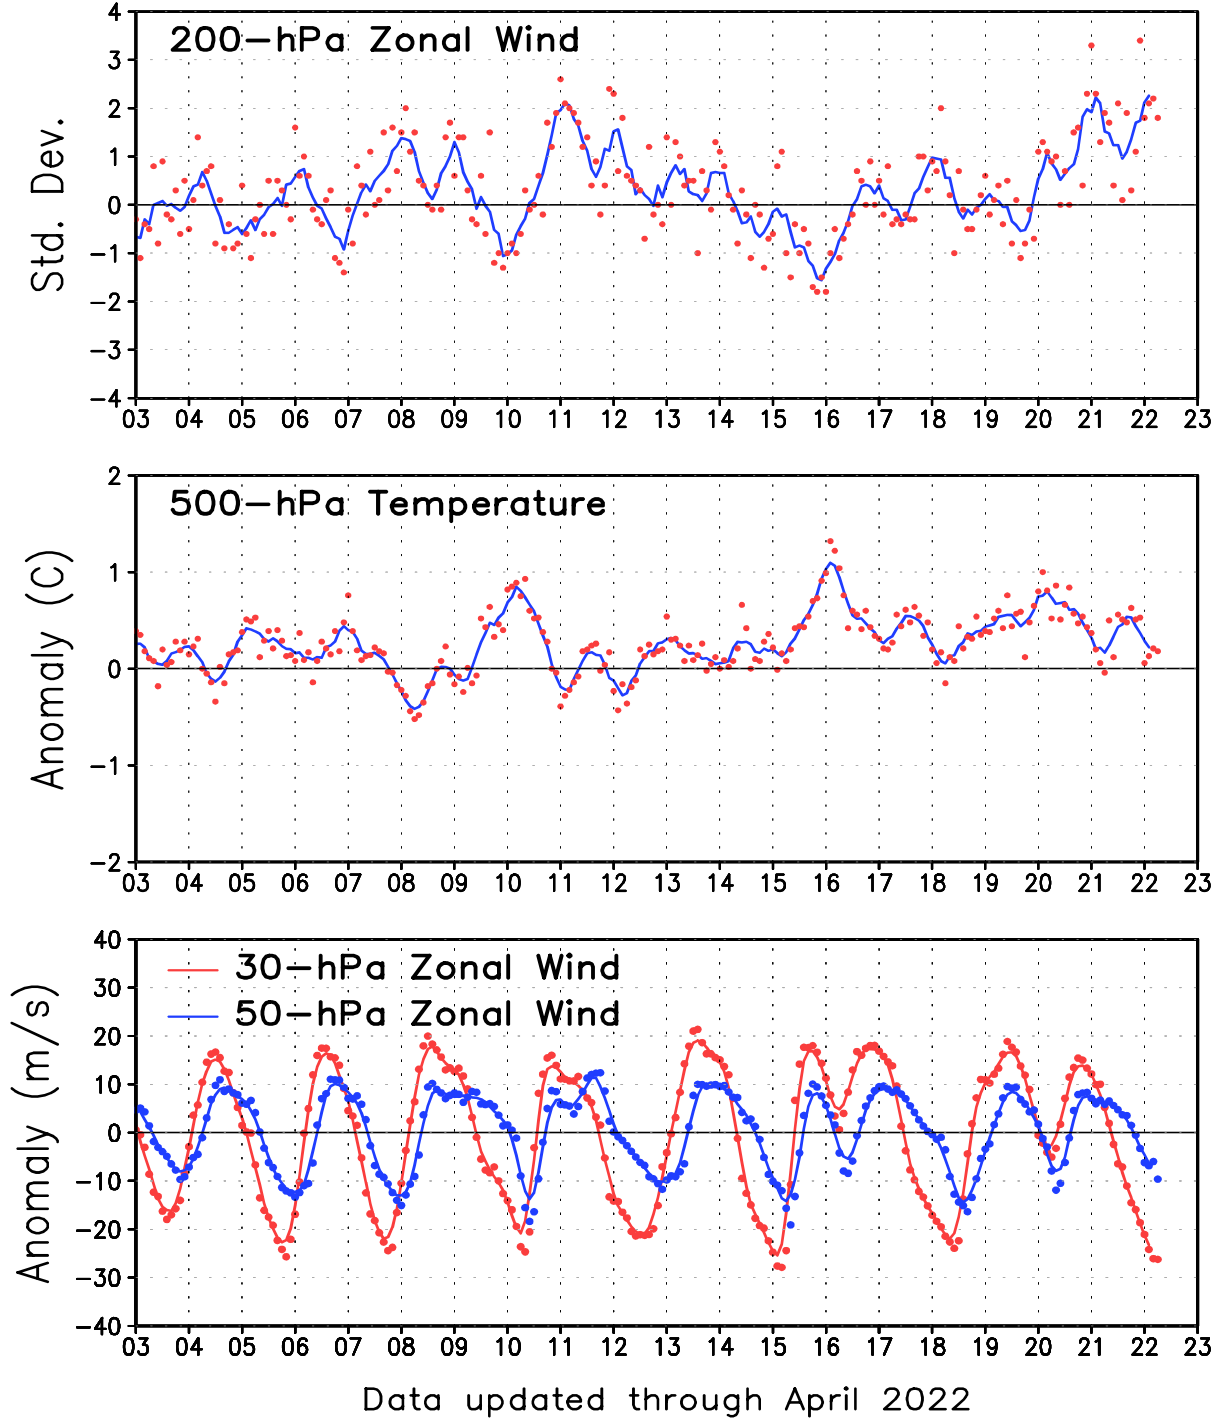 4
200-hPa Zonal Wind
3
2
1
0
-1
-2
-3
-4
Std. Dev.
03 04 05 06 07 08 09 10 11 12 13 14 15 16 17 18 19 20 21 22 23
2
500-hPa Temperature
1
0
-1
-2
Anomaly (C)
03 04 05 06 07 08 09 10 11 12 13 14 15 16 17 18 19 20 21 22 23
40
30-hPa Zonal Wind
30
50-hPa Zonal Wind
20
10
0
-10
-20
-30
-40
Anomaly (m/s)
03 04 05 06 07 08 09 10 11 12 13 14 15 16 17 18 19 20 21 22 23
Data updated through April 2022